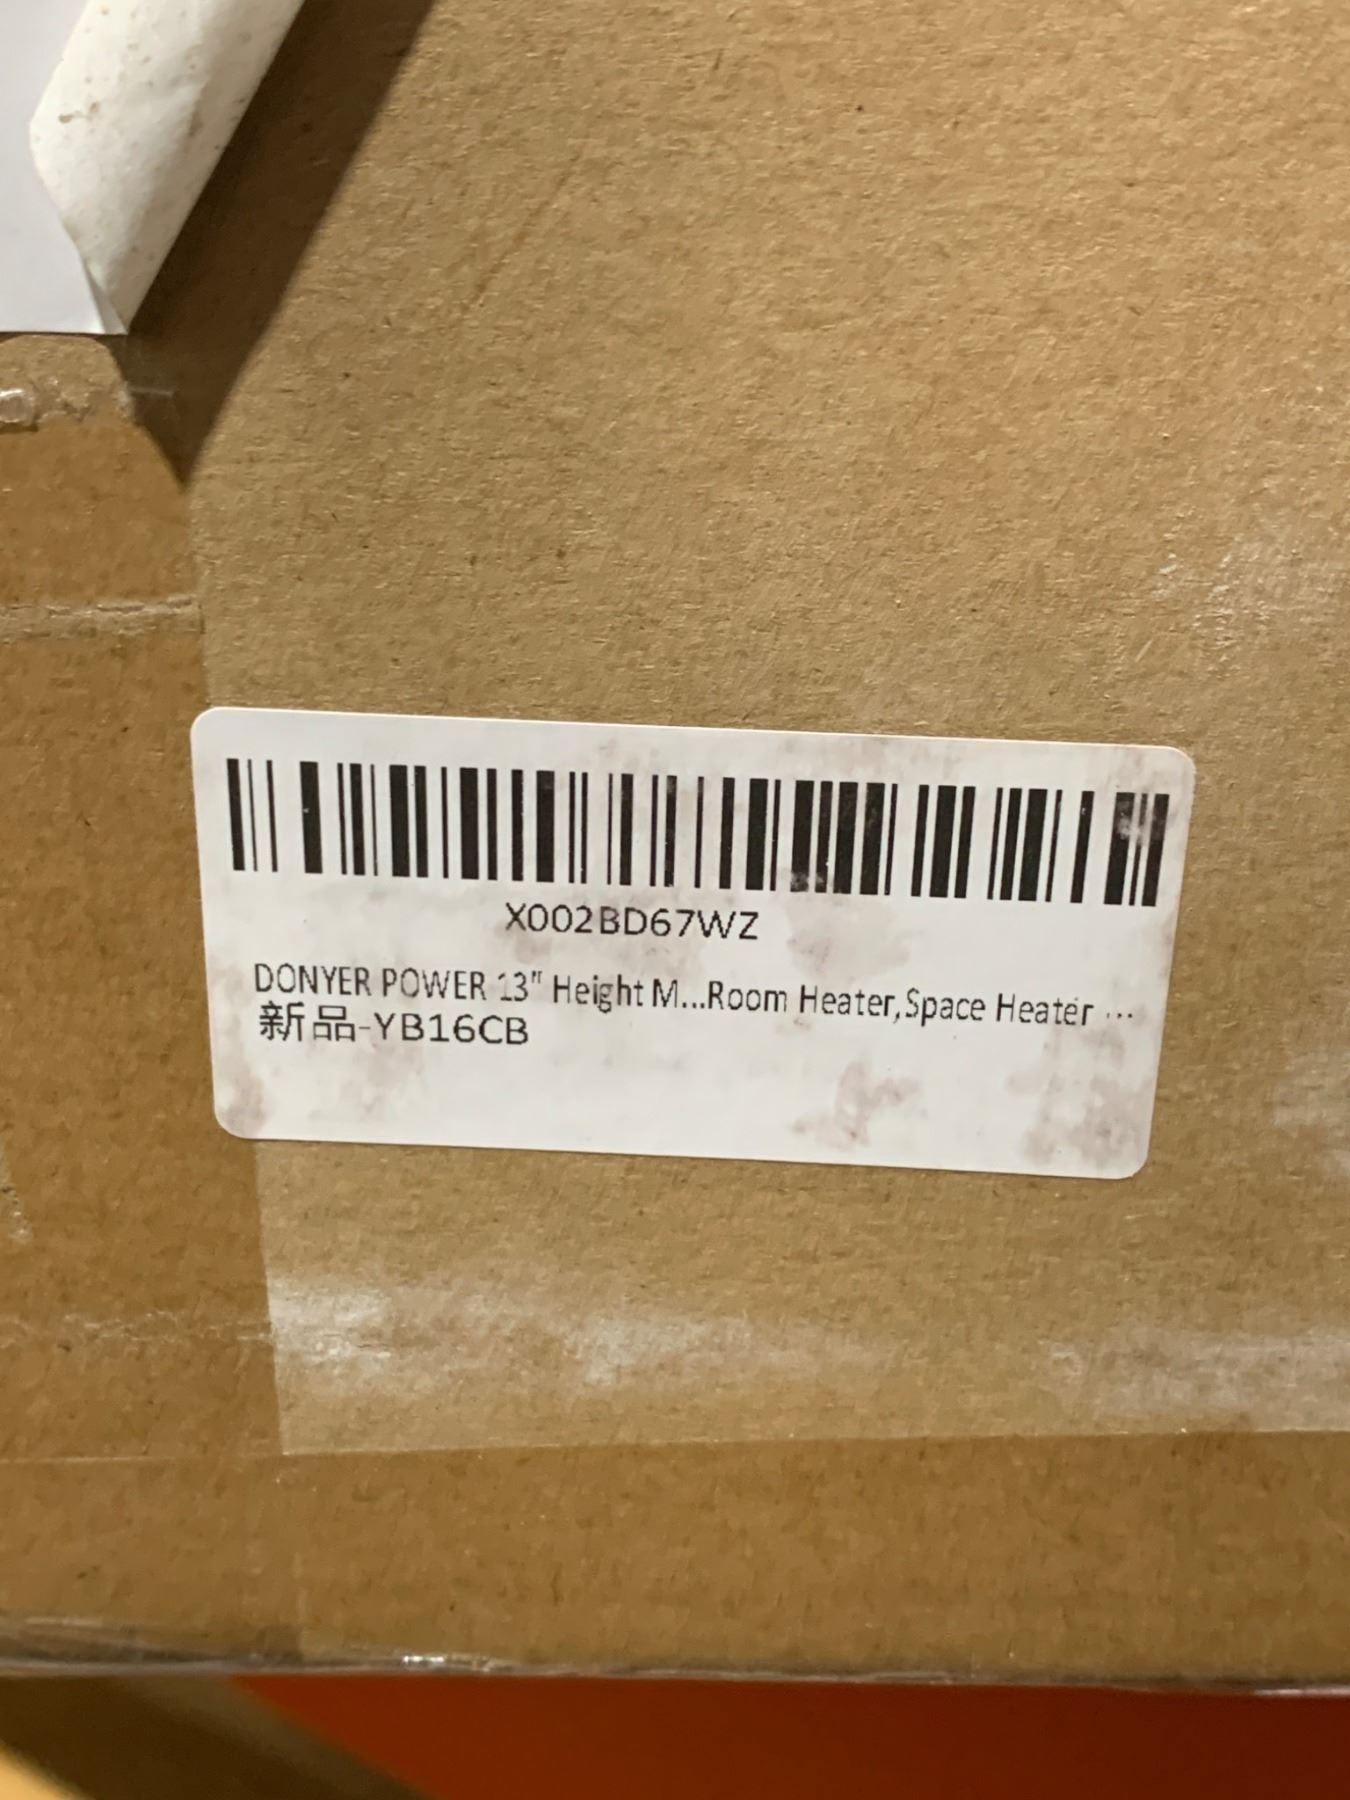 X002BD67WZ
DONYER POWER 13" Height M...Room Heater,Space Heater ...
新品-YB16CB